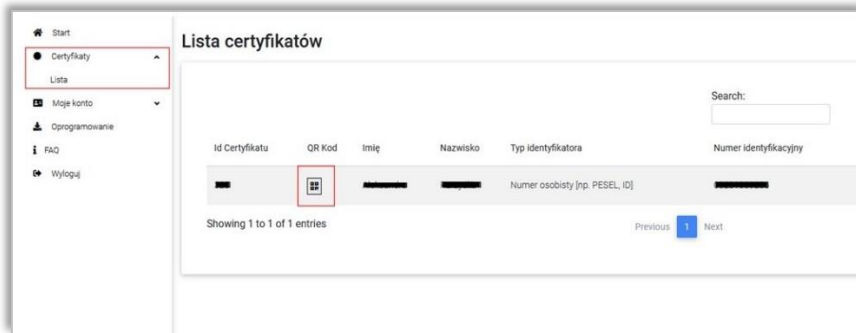 Start
Certyfikaty
Lista
Moje konto
Oprogramowanie
FAQ
Wyloguj
Lista certyfikatów
Search:
Id Certyfikatu QR Kod Imię Nazwisko Typ identyfikatora Numer identyfikacyjny
Numer osobisty [np. PESEL, ID]
Showing 1 to 1 of 1 entries
Previous 1 Next